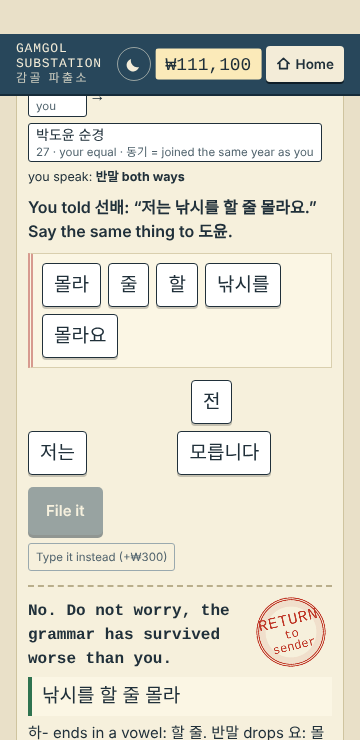 GAMGOL
SUBSTATION
감골 파출소
₩111,100
Home
you
→
박도윤 순경
27 · your equal · 동기 = joined the same year as you
you speak: 반말 both ways
You told 선배: “저는 낚시를 할 줄 몰라요.”
Say the same thing to 도윤.
몰라 줄 할 낚시를
몰라요
전
저는 모릅니다
File it
Type it instead (+₩300)
No. Do not worry, the
grammar has survived
worse than you.
RETURN
to
sender
낚시를 할 줄 몰라
하- ends in a vowel: 할 줄. 반말 drops 요: 몰